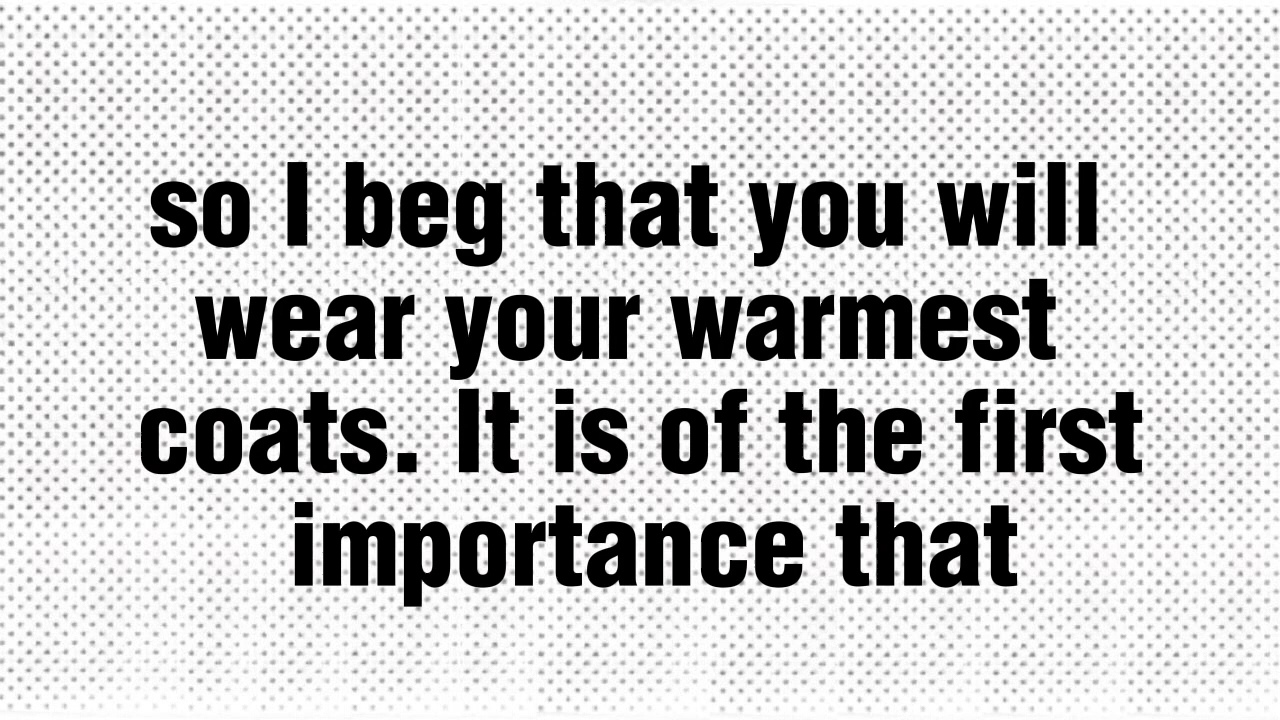 so I beg that you will
wear your warmest
coats. It is of the first
importance that